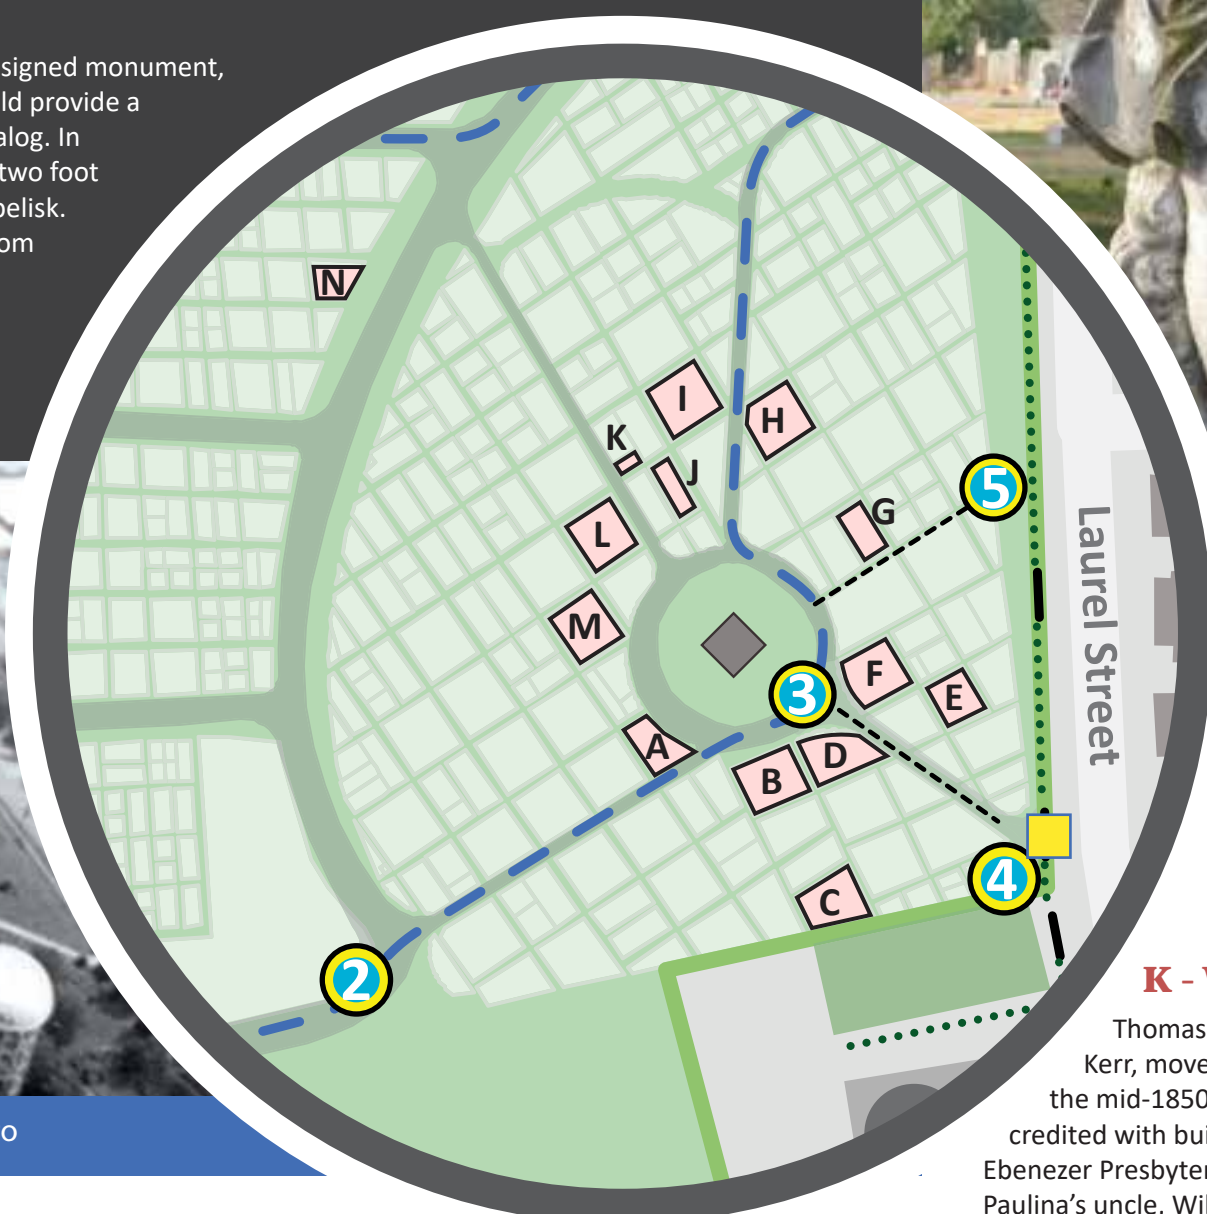 signed monument,
ld provide a
alog. In
two foot
belisk.
om
N
I
H
K
J
L
G
5
M
Laurel Street
F
3
E
A
D
B
4
C
2
K -
Thomas
Kerr, move
the mid-1850
credited with bui
Ebenezer Presbyter
Paulina's uncle, Wil
o